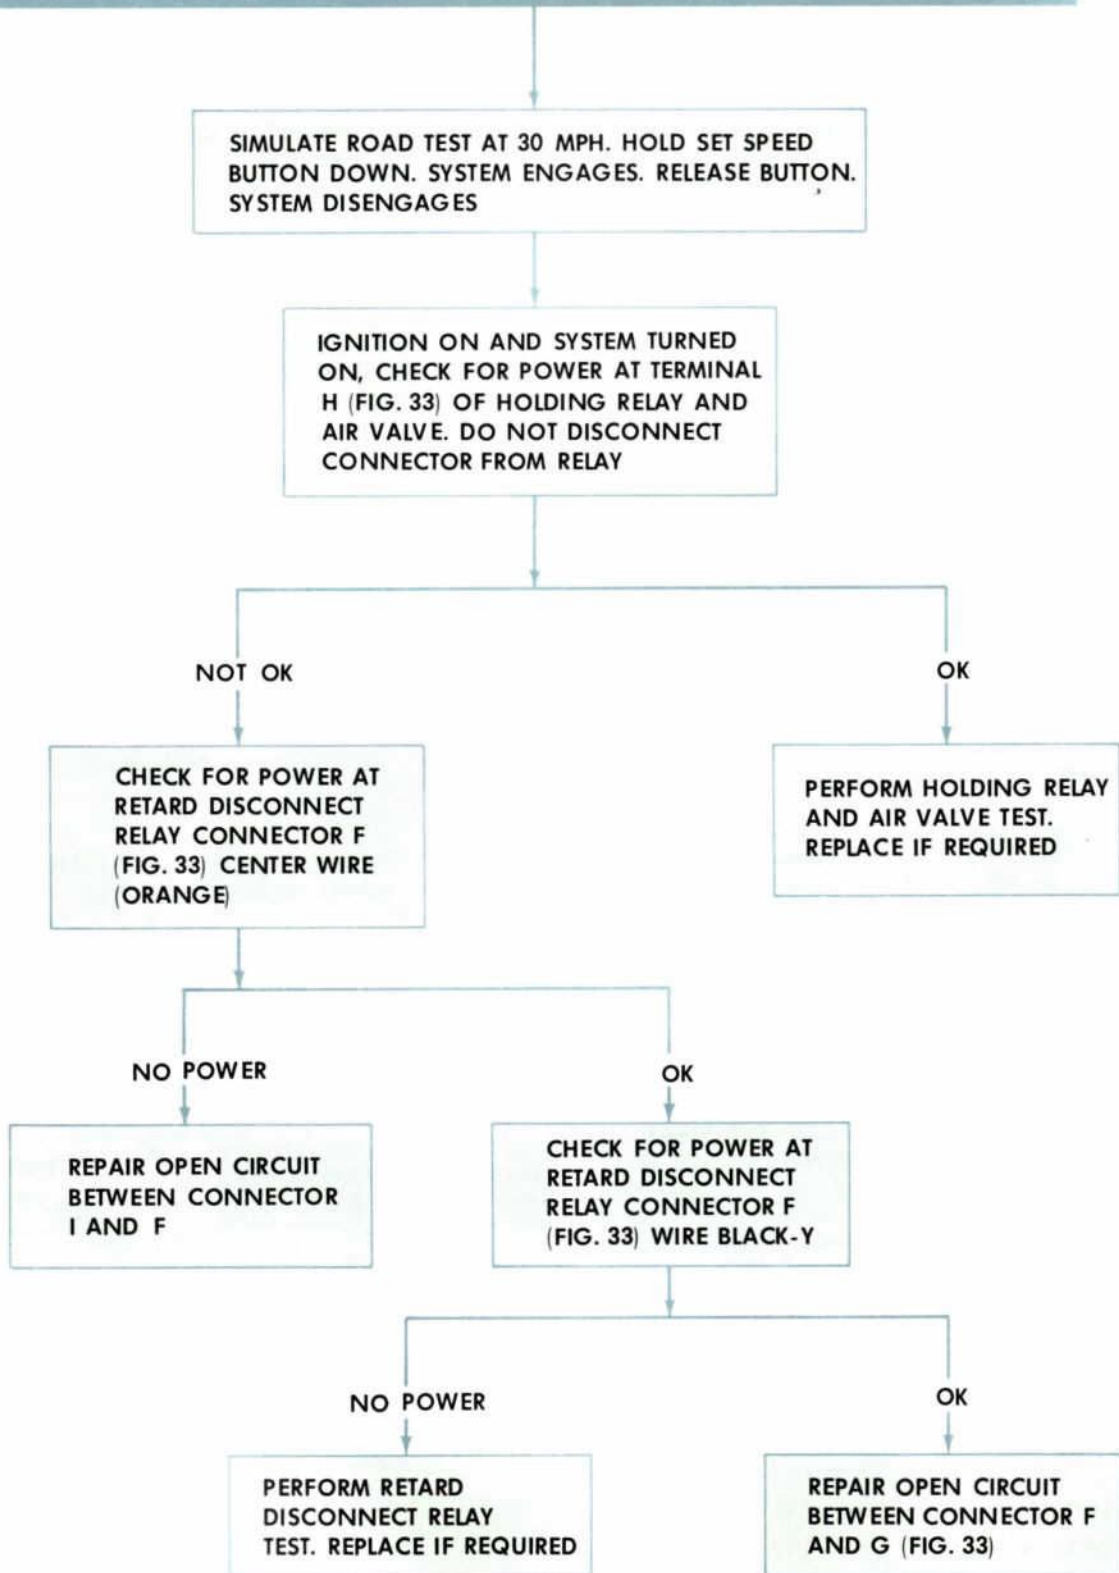 SIMULATE ROAD TEST AT 30 MPH. HOLD SET SPEED
BUTTON DOWN. SYSTEM ENGAGES. RELEASE BUTTON.
SYSTEM DISENGAGES
IGNITION ON AND SYSTEM TURNED
ON, CHECK FOR POWER AT TERMINAL
H (FIG. 33) OF HOLDING RELAY AND
AIR VALVE. DO NOT DISCONNECT
CONNECTOR FROM RELAY
NOT OK
OK
CHECK FOR POWER AT
RETARD DISCONNECT
RELAY CONNECTOR F
(FIG. 33) CENTER WIRE
(ORANGE)
PERFORM HOLDING RELAY
AND AIR VALVE TEST.
REPLACE IF REQUIRED
NO POWER
OK
REPAIR OPEN CIRCUIT
BETWEEN CONNECTOR
I AND F
CHECK FOR POWER AT
RETARD DISCONNECT
RELAY CONNECTOR F
(FIG. 33) WIRE BLACK-Y
NO POWER
OK
PERFORM RETARD
DISCONNECT RELAY
TEST. REPLACE IF REQUIRED
REPAIR OPEN CIRCUIT
BETWEEN CONNECTOR F
AND G (FIG. 33)